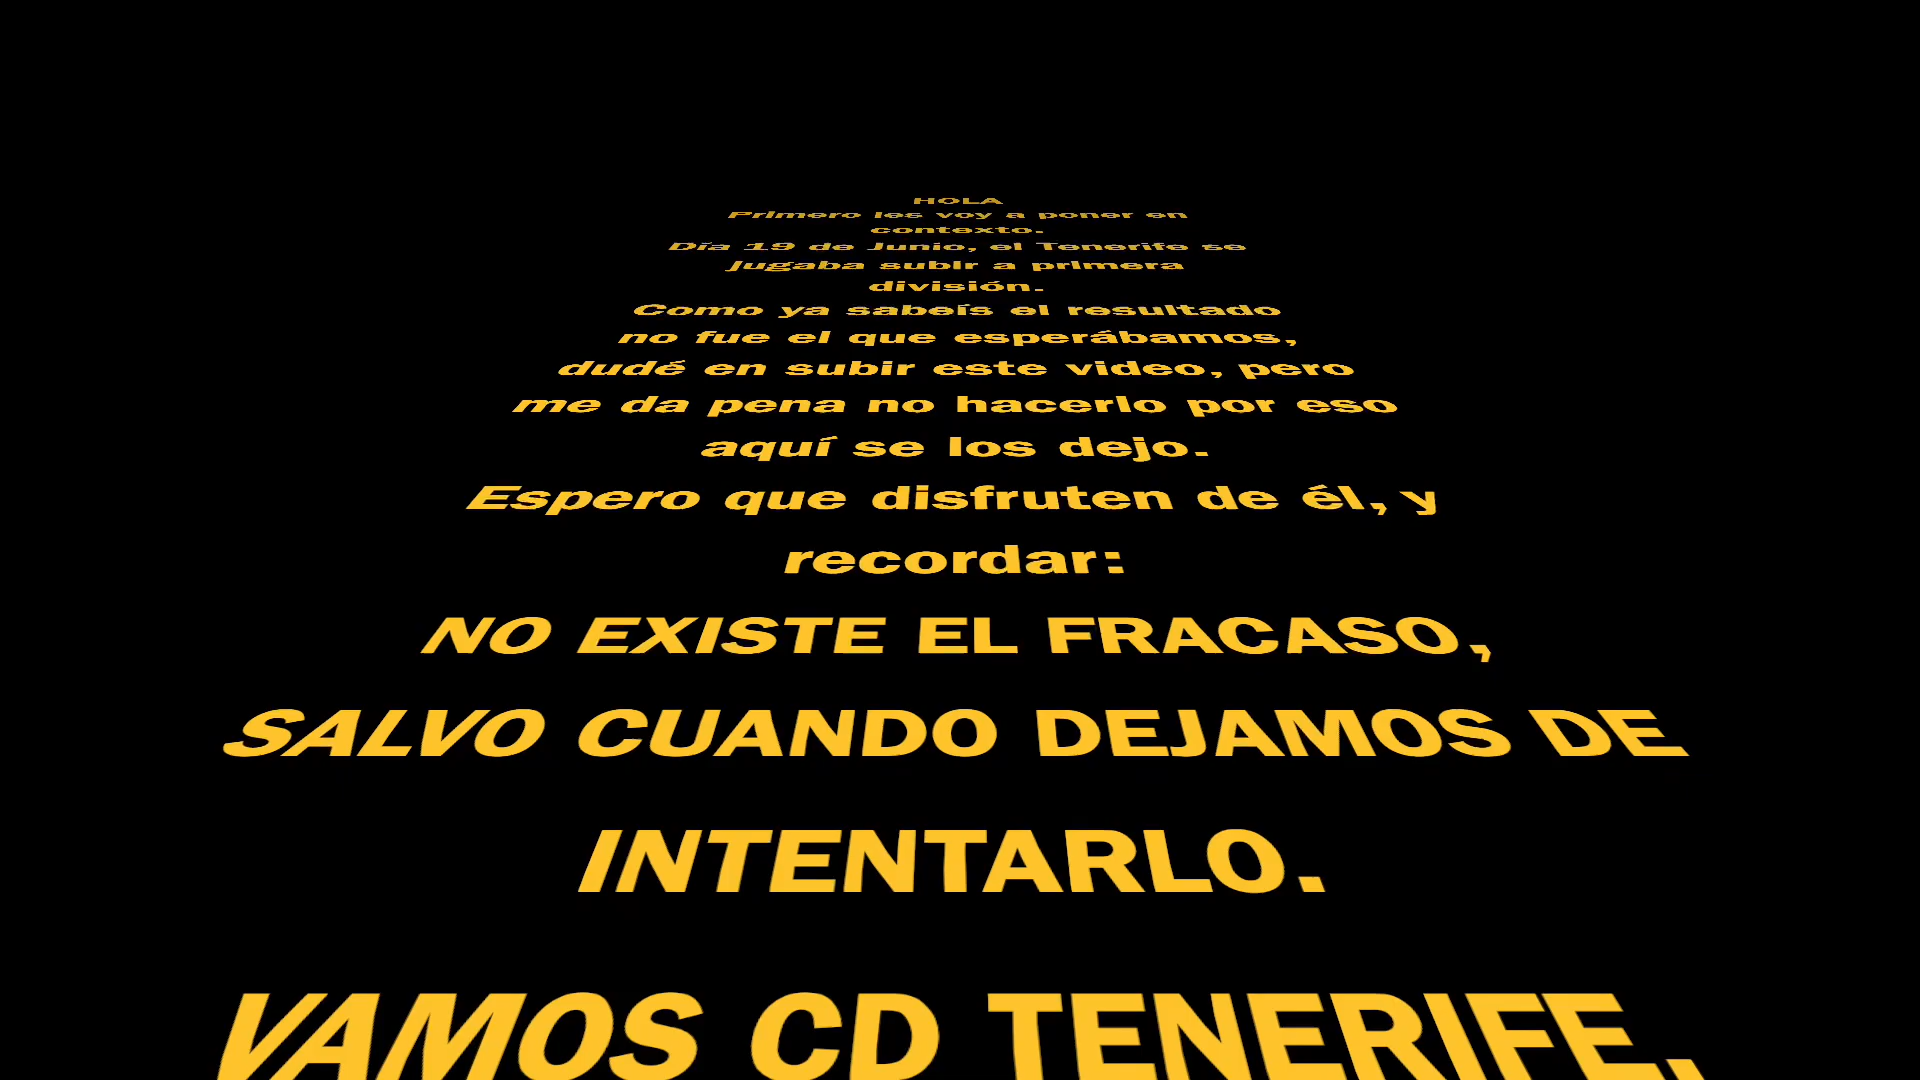 HOLA
Primero les voy a poner en
contexto.
Día 19 de Junio, el Tenerife se
jugaba subir a primera
división.
Como ya sabeís el resultado
no fue el que esperábamos,
dudé en subir este video, pero
me da pena no hacerlo por eso
aquí se los dejo.
Espero que disfruten de él, y
recordar:
NO EXISTE EL FRACASO,
SALVO CUANDO DEJAMOS DE
INTENTARLO.
VAMOS CD TENERIFE.